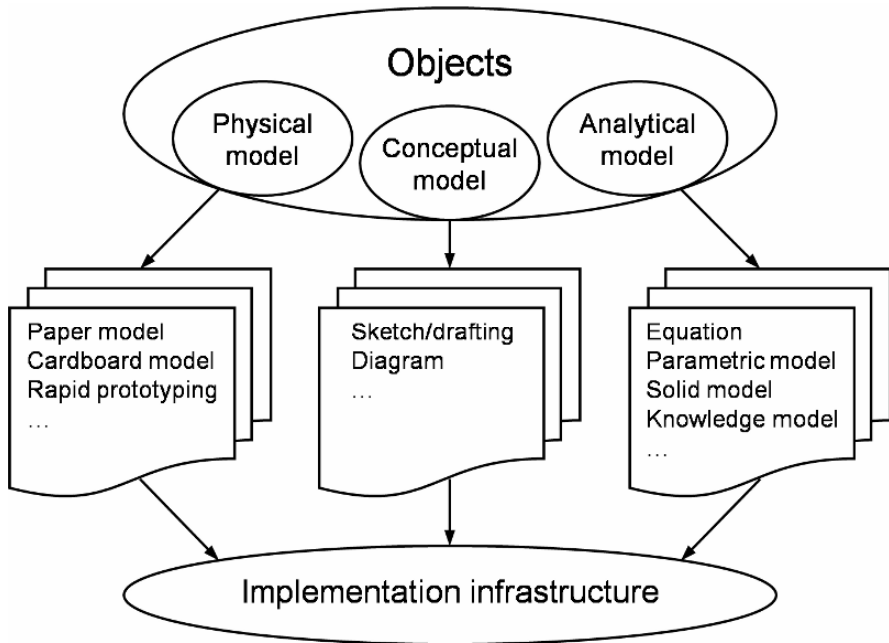 Objects
Physical
model
Conceptual
model
Analytical
model
Paper model
Cardboard model
Rapid prototyping
...
Sketch/drafting
Diagram
...
Equation
Parametric model
Solid model
Knowledge model
...
Implementation infrastructure